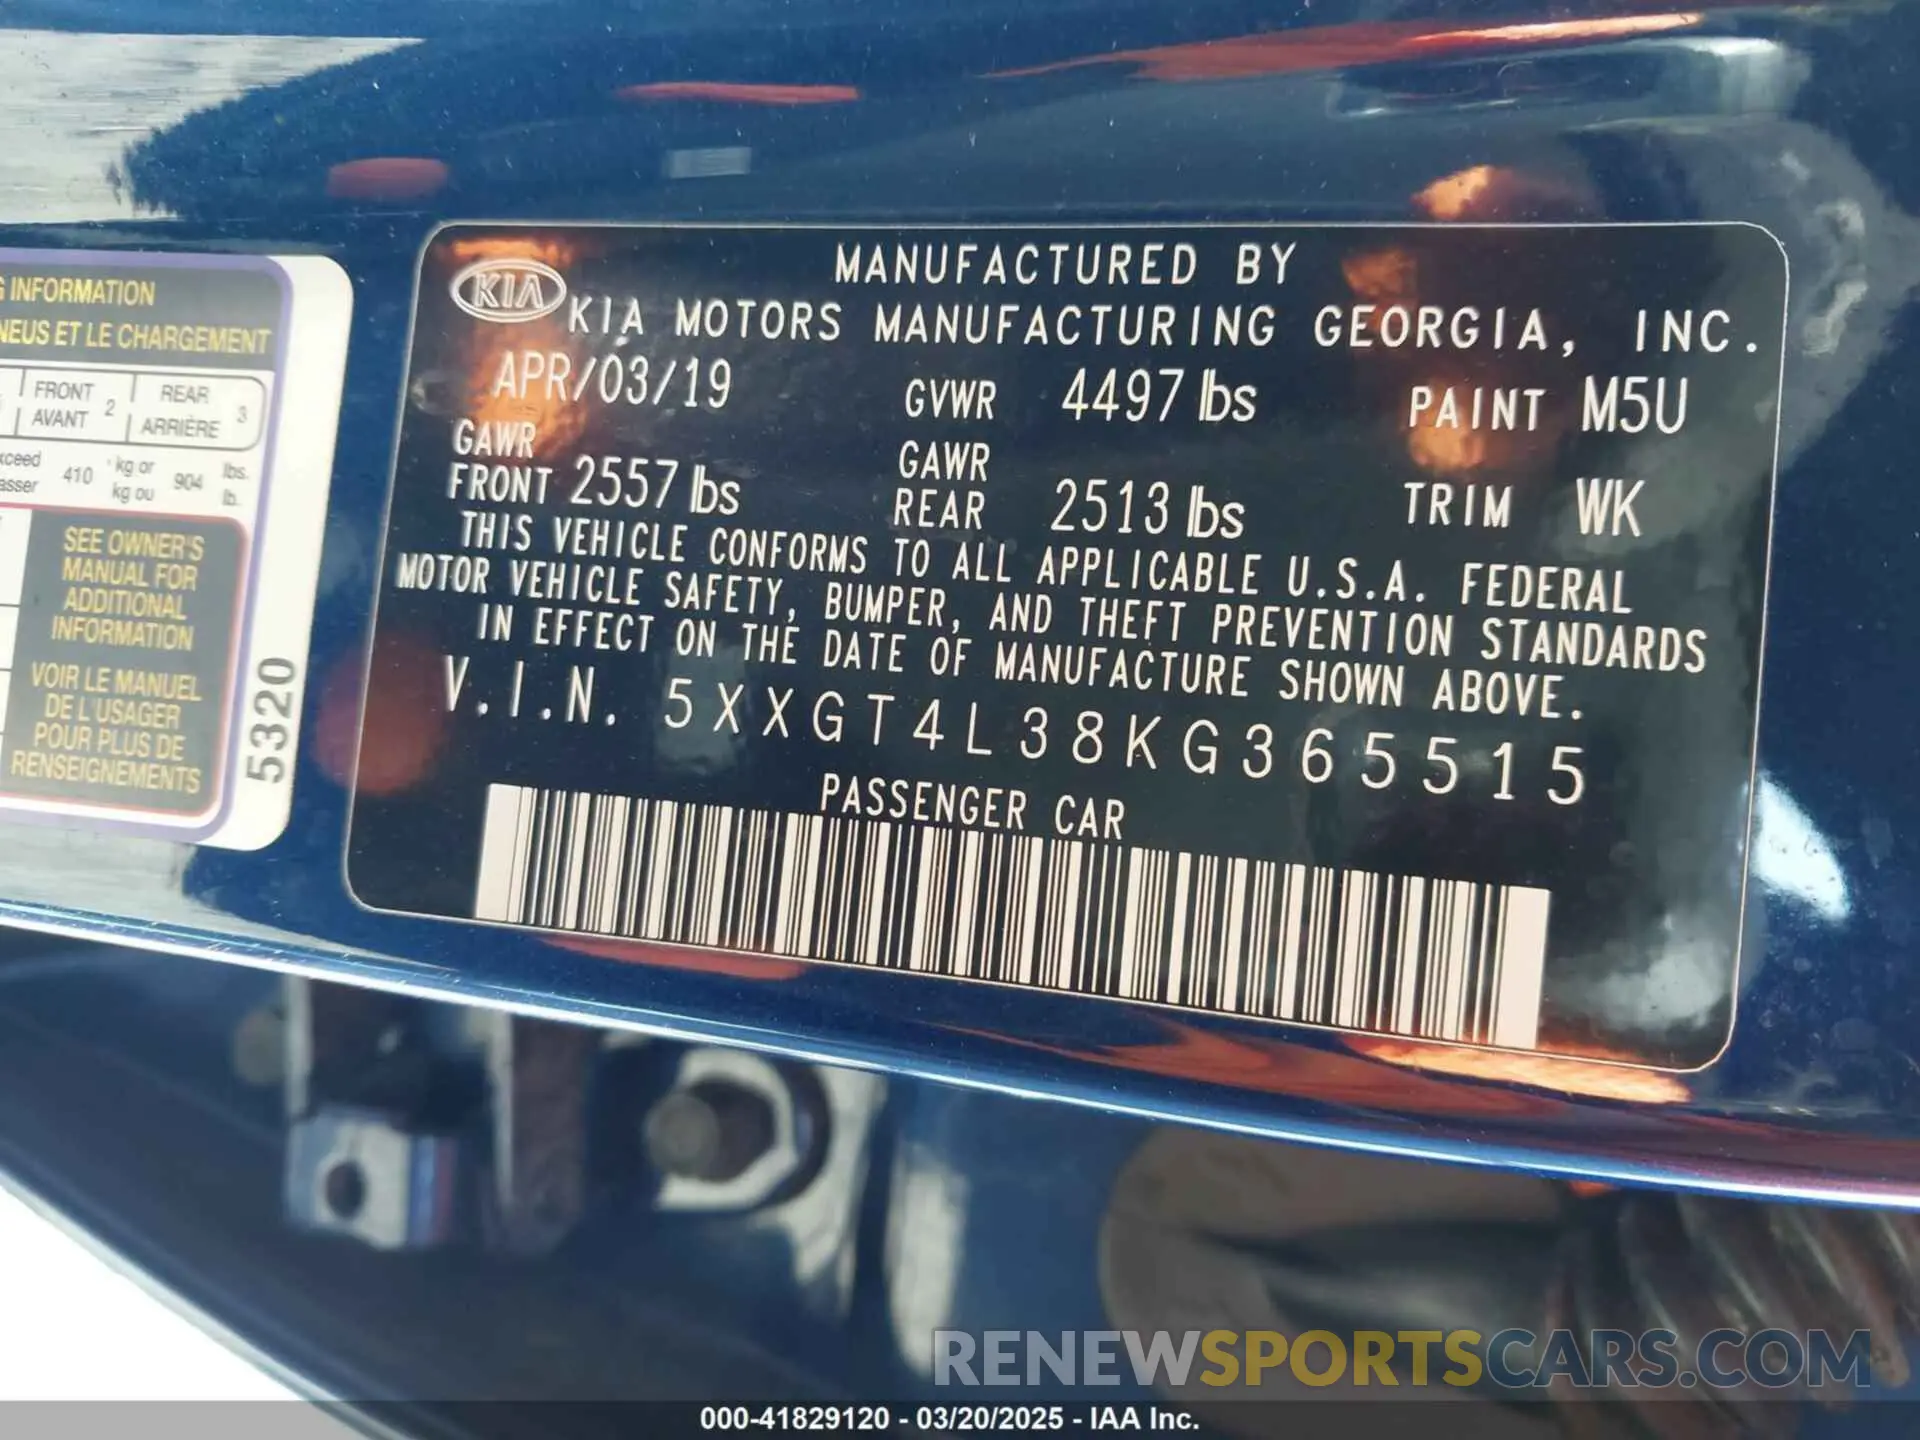 G INFORMATION
NEUS ET LE CHARGEMENT
FRONT 2 REAR 3
AVANT ARRIÈRE
xceed 410 kg or 904 lbs.
asser kg ou lb.
SEE OWNER'S
MANUAL FOR
ADDITIONAL
INFORMATION
VOIR LE MANUEL
DE L'USAGER
POUR PLUS DE
RENSEIGNEMENTS
5320
KIA
MANUFACTURED BY
KIA MOTORS MANUFACTURING GEORGIA, INC.
APR/03/19 GVWR 4497 lbs PAINT M5U
GAWR FRONT 2557 lbs GAWR REAR 2513 lbs TRIM WK
THIS VEHICLE CONFORMS TO ALL APPLICABLE U.S.A. FEDERAL
MOTOR VEHICLE SAFETY, BUMPER, AND THEFT PREVENTION STANDARDS
IN EFFECT ON THE DATE OF MANUFACTURE SHOWN ABOVE.
V.I.N. 5XXGT4L38KG365515
PASSENGER CAR
RENEWSPORTSCARS.COM
000-41829120 - 03/20/2025 - IAA Inc.